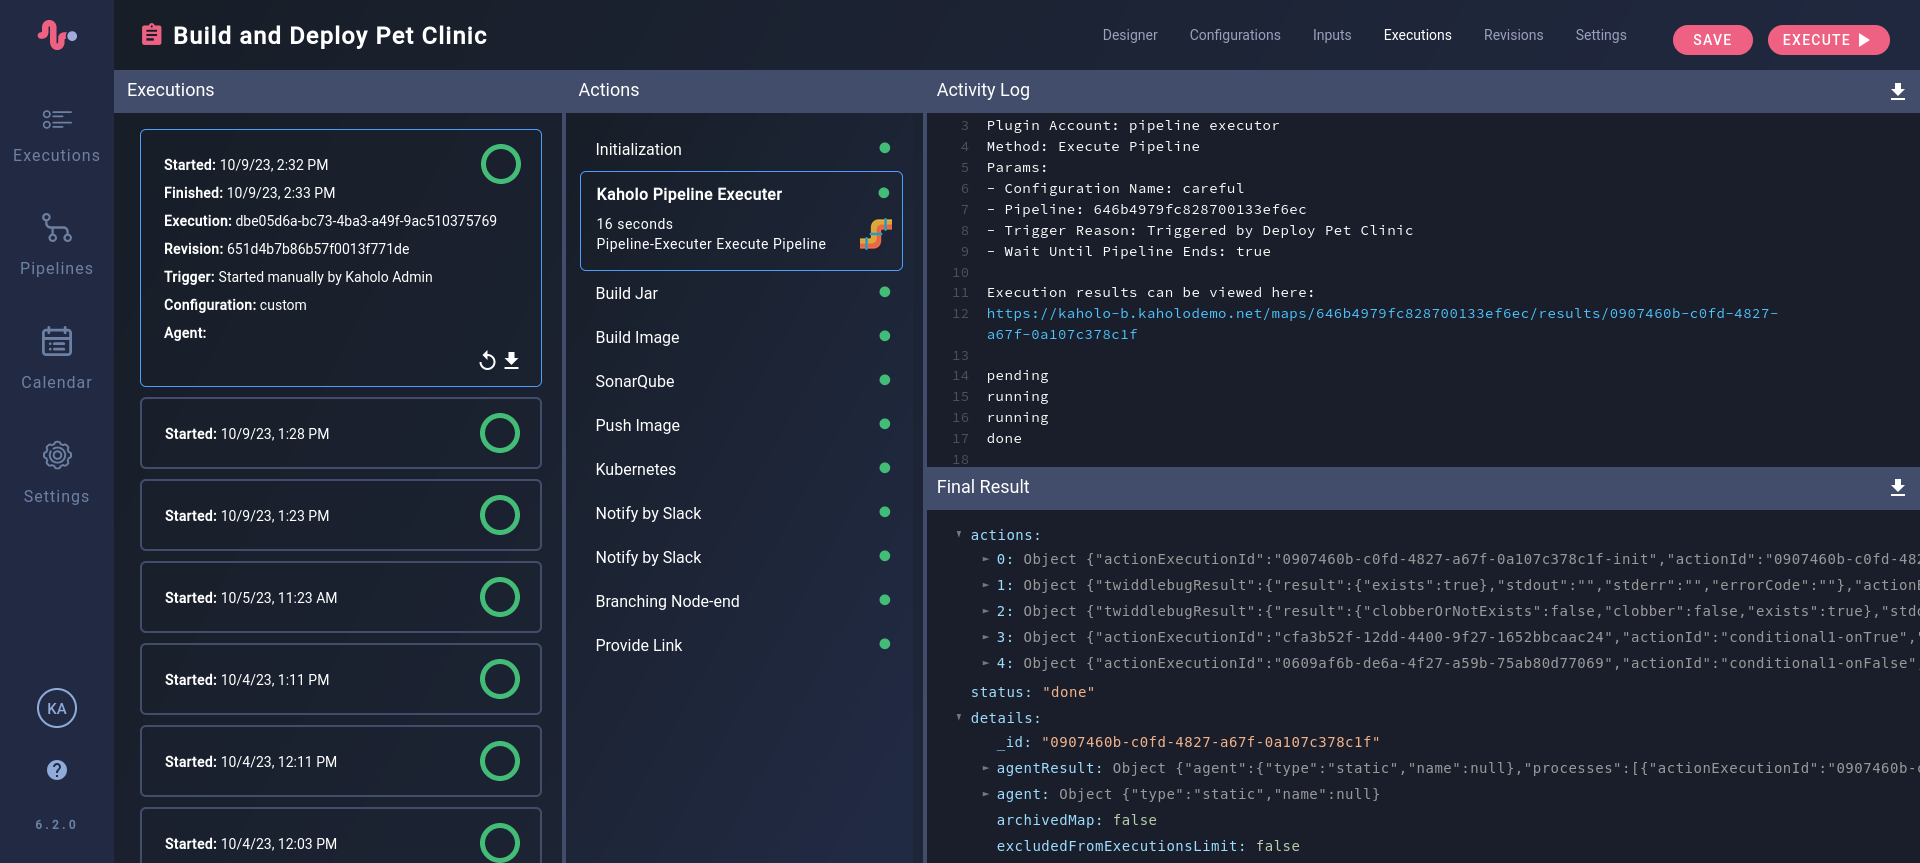 Build and Deploy Pet Clinic
Designer
Configurations
Inputs
Executions
Revisions
Settings
SAVE
EXECUTE
Executions
Pipelines
Calendar
Settings
KA
6.2.0
Executions
Started: 10/9/23, 2:32 PM
Finished: 10/9/23, 2:33 PM
Execution: dbe05d6a-bc73-4ba3-a49f-9ac510375769
Revision: 651d4b7b86b57f0013f771de
Trigger: Started manually by Kaholo Admin
Configuration: custom
Agent:
Started: 10/9/23, 1:28 PM
Started: 10/9/23, 1:23 PM
Started: 10/5/23, 11:23 AM
Started: 10/4/23, 1:11 PM
Started: 10/4/23, 12:11 PM
Started: 10/4/23, 12:03 PM
Actions
Initialization
Kaholo Pipeline Executer
16 seconds
Pipeline-Executer Execute Pipeline
Build Jar
Build Image
SonarQube
Push Image
Kubernetes
Notify by Slack
Notify by Slack
Branching Node-end
Provide Link
Activity Log
3 Plugin Account: pipeline executor
4 Method: Execute Pipeline
5 Params:
6 - Configuration Name: careful
7 - Pipeline: 646b4979fc828700133ef6ec
8 - Trigger Reason: Triggered by Deploy Pet Clinic
9 - Wait Until Pipeline Ends: true
10
11 Execution results can be viewed here:
12 https://kaholo-b.kaholodemo.net/maps/646b4979fc828700133ef6ec/results/0907460b-c0fd-4827-
a67f-0a107c378c1f
13
14 pending
15 running
16 running
17 done
18
Final Result
actions:
0: Object {"actionExecutionId":"0907460b-c0fd-4827-a67f-0a107c378c1f-init","actionId":"0907460b-c0fd-482
1: Object {"twiddlebugResult":{"result":{"exists":true},"stdout":"","stderr":"","errorCode":""},"actionE
2: Object {"twiddlebugResult":{"result":{"clobberOrNotExists":false,"clobber":false,"exists":true},"stdo
3: Object {"actionExecutionId":"cfa3b52f-12dd-4400-9f27-1652bbcaac24","actionId":"conditional1-onTrue","
4: Object {"actionExecutionId":"0609af6b-de6a-4f27-a59b-75ab80d77069","actionId":"conditional1-onFalse"
status: "done"
details:
_id: "0907460b-c0fd-4827-a67f-0a107c378c1f"
agentResult: Object {"agent":{"type":"static","name":null},"processes":[{"actionExecutionId":"0907460b-c
agent: Object {"type":"static","name":null}
archivedMap: false
excludedFromExecutionsLimit: false